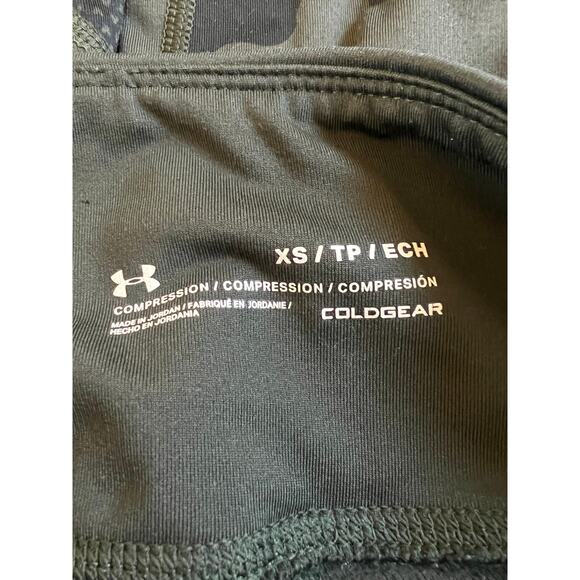 XS / TP / ECH
COMPRESSION / COMPRESSION / COMPRESIÓN
MADE IN JORDAN / FABRIQUÉ EN JORDANIE /
HECHO EN JORDANIA
COLDGEAR